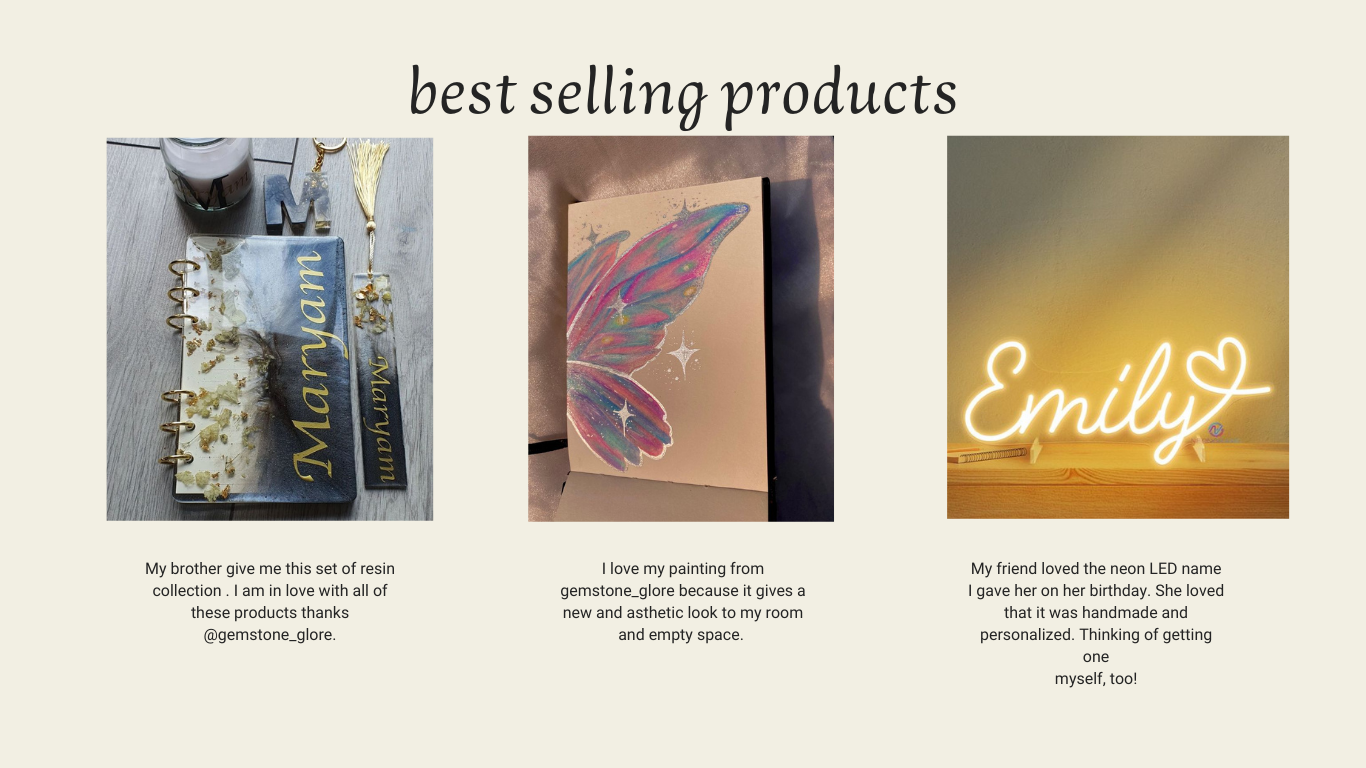 best selling products
M
Maryam
Maryam
Emily
My brother give me this set of resin
collection . I am in love with all of
these products thanks
@gemstone_glore.
I love my painting from
gemstone_glore because it gives a
new and asthetic look to my room
and empty space.
My friend loved the neon LED name
I gave her on her birthday. She loved
that it was handmade and
personalized. Thinking of getting
one
myself, too!